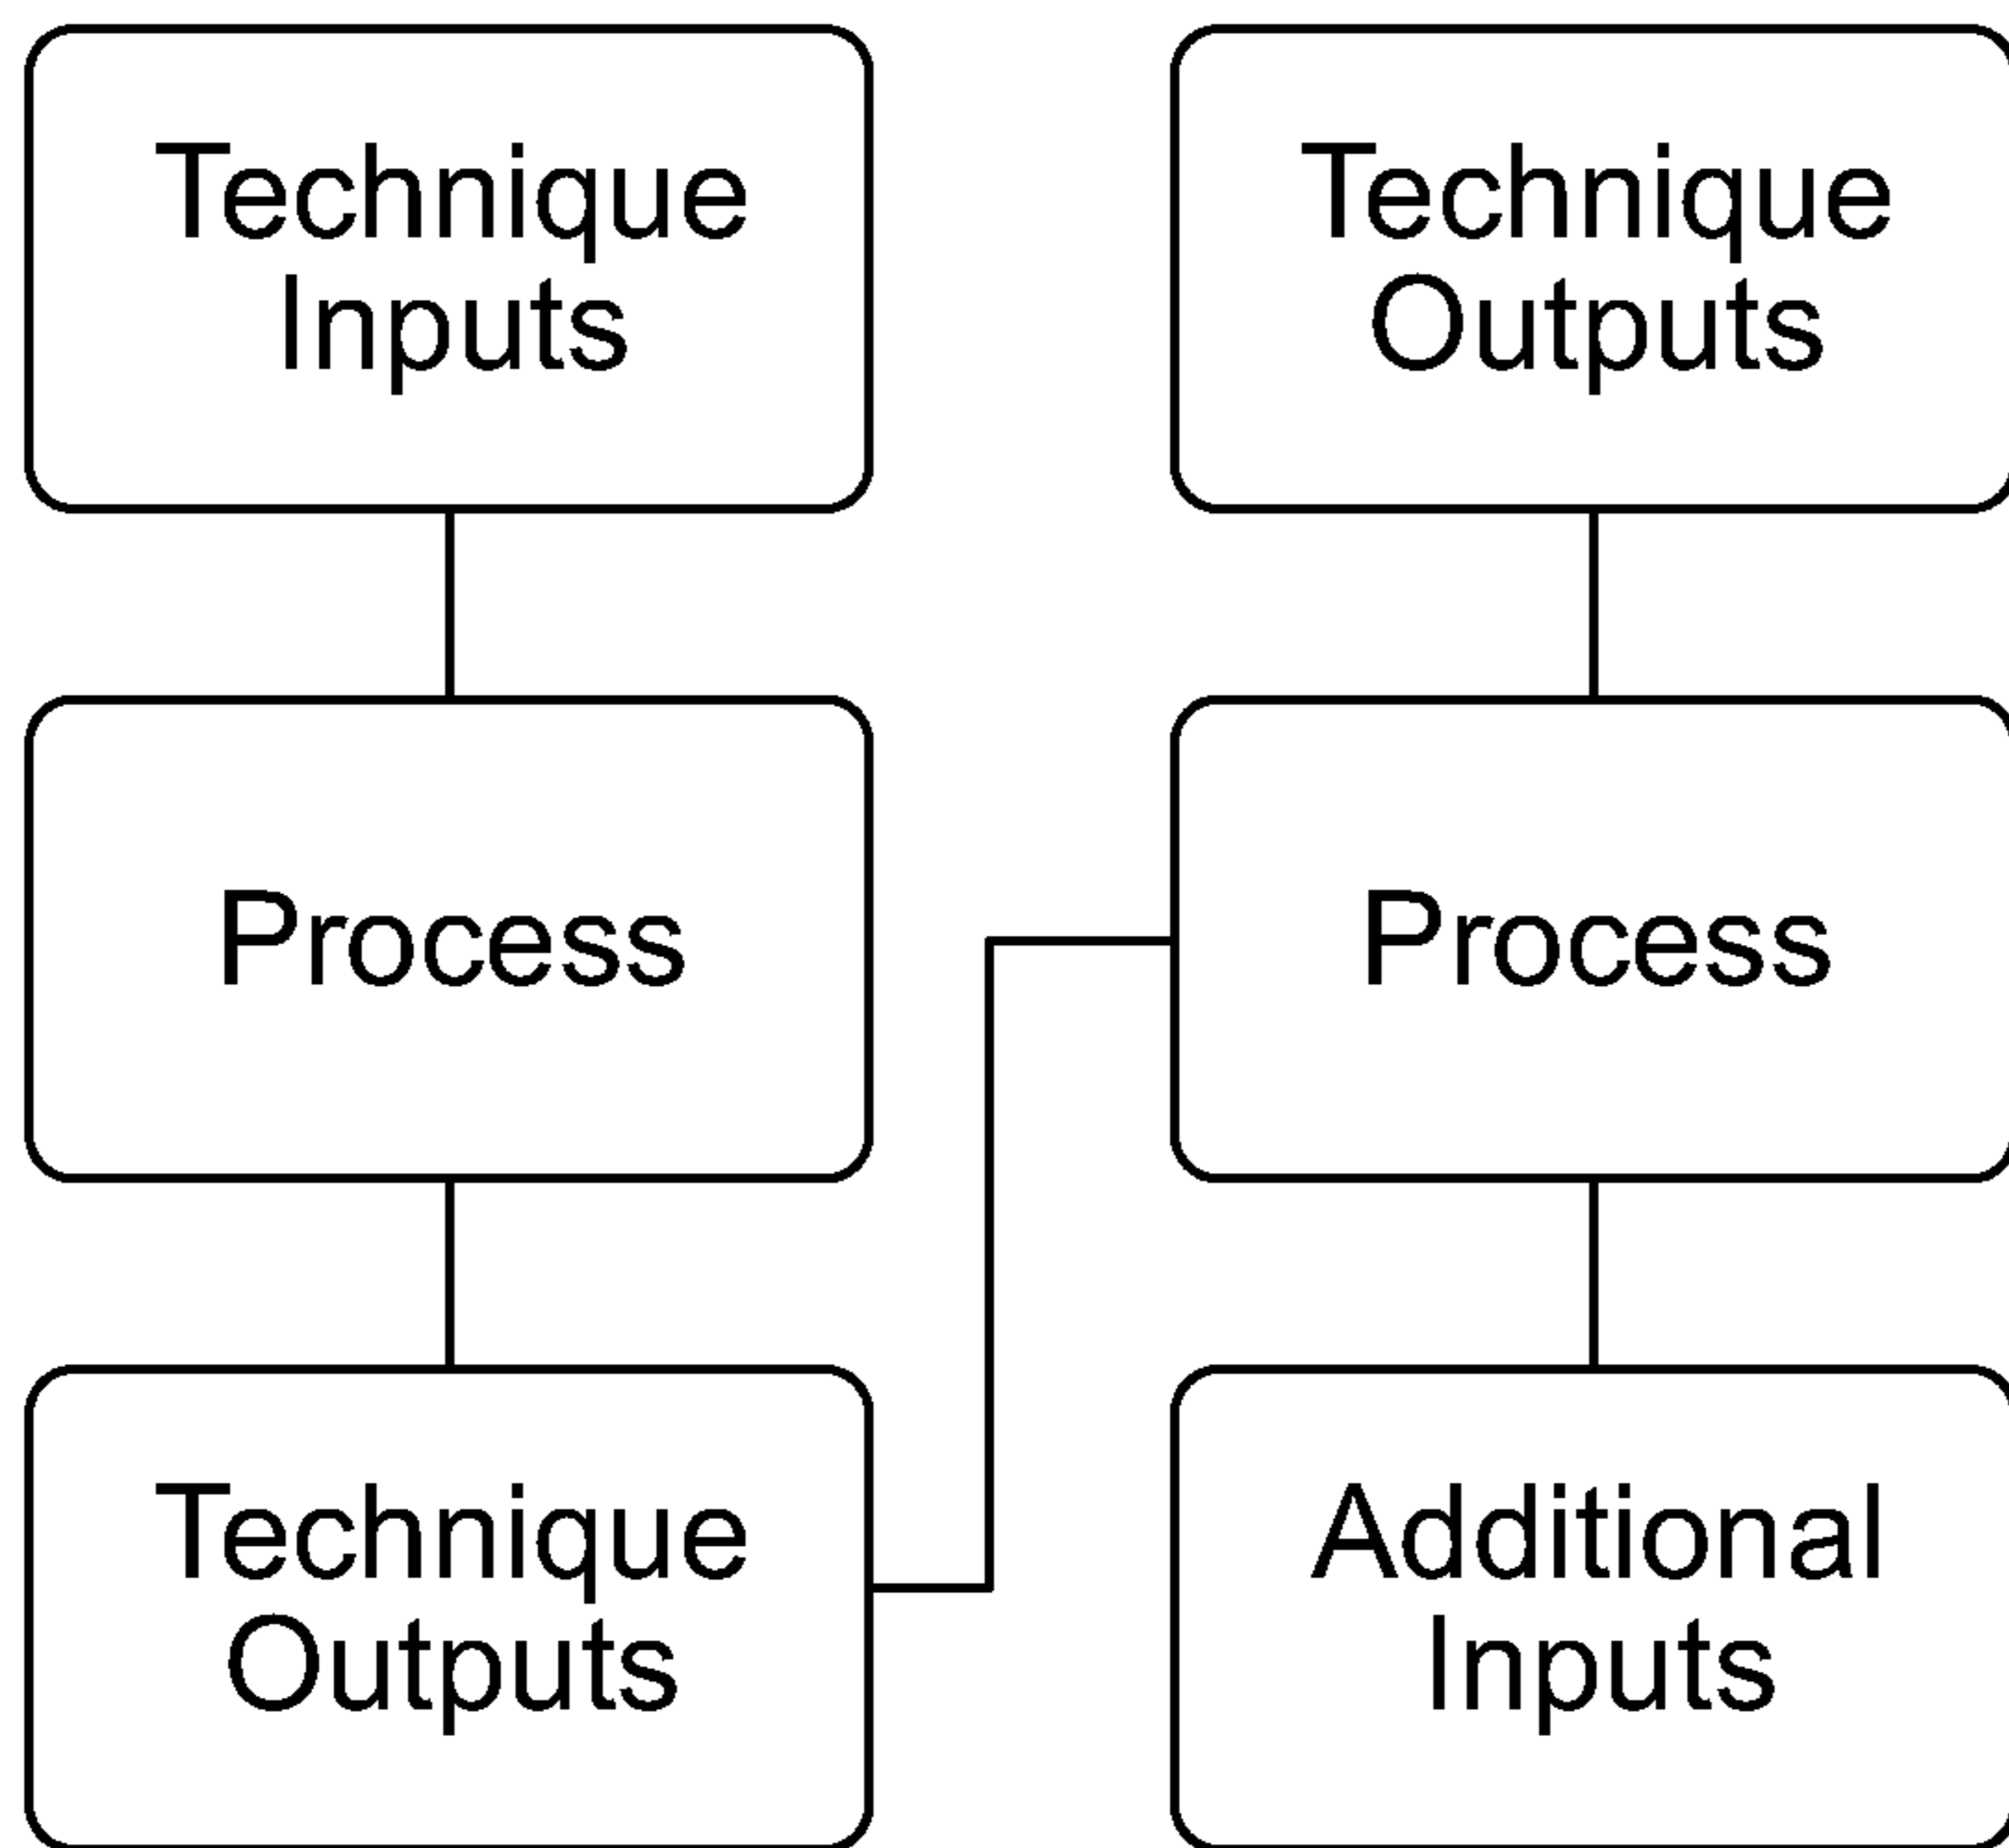 Technique
Inputs
Process
Technique
Outputs
Technique
Outputs
Process
Additional
Inputs